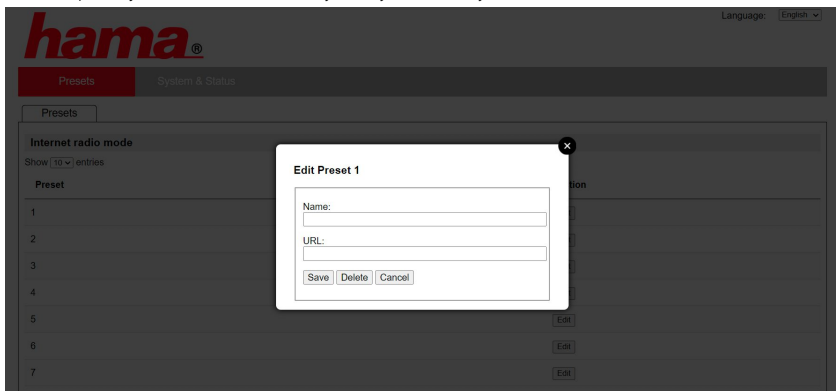 Language: English
hama®
Presets System & Status
Presets
Internet radio mode
Show 10 entries
Preset
1
2
3
4
5 Edit
6 Edit
7 Edit
Edit Preset 1
Name:
URL:
Save Delete Cancel